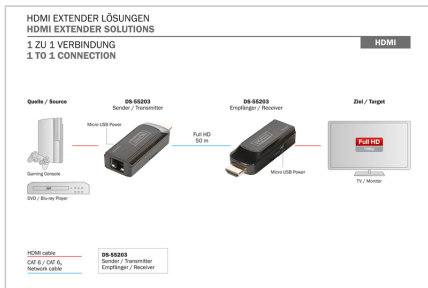 HDMI EXTENDER LÖSUNGEN
HDMI EXTENDER SOLUTIONS
1 ZU 1 VERBINDUNG
1 TO 1 CONNECTION
HDMI
Quelle / Source
DS-55203
Sender / Transmitter
DS-55203
Empfänger / Receiver
Ziel / Target
Micro USB Power
Full HD
50 m
Full HD
1080p
Micro USB Power
Gaming Console
TV / Monitor
DVD / Blu-ray Player
HDMI cable
CAT 6 / CAT 6A
Network cable
DS-55203
Sender / Transmitter
Empfänger / Receiver